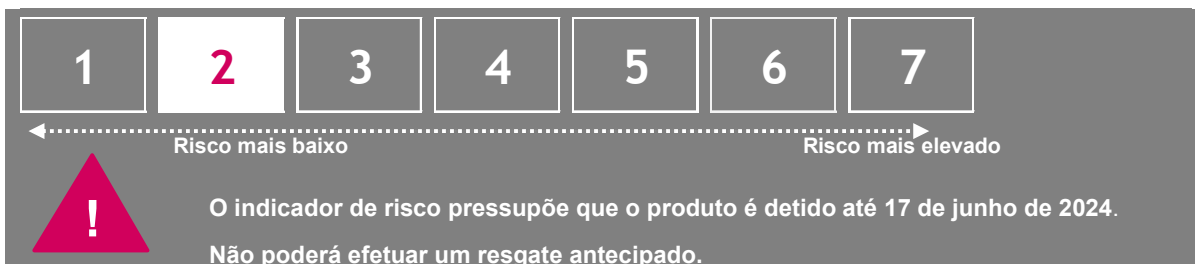 1 2 3 4 5 6 7
Risco mais baixo Risco mais elevado
!
O indicador de risco pressupõe que o produto é detido até 17 de junho de 2024.
Não poderá efetuar um resgate antecipado.